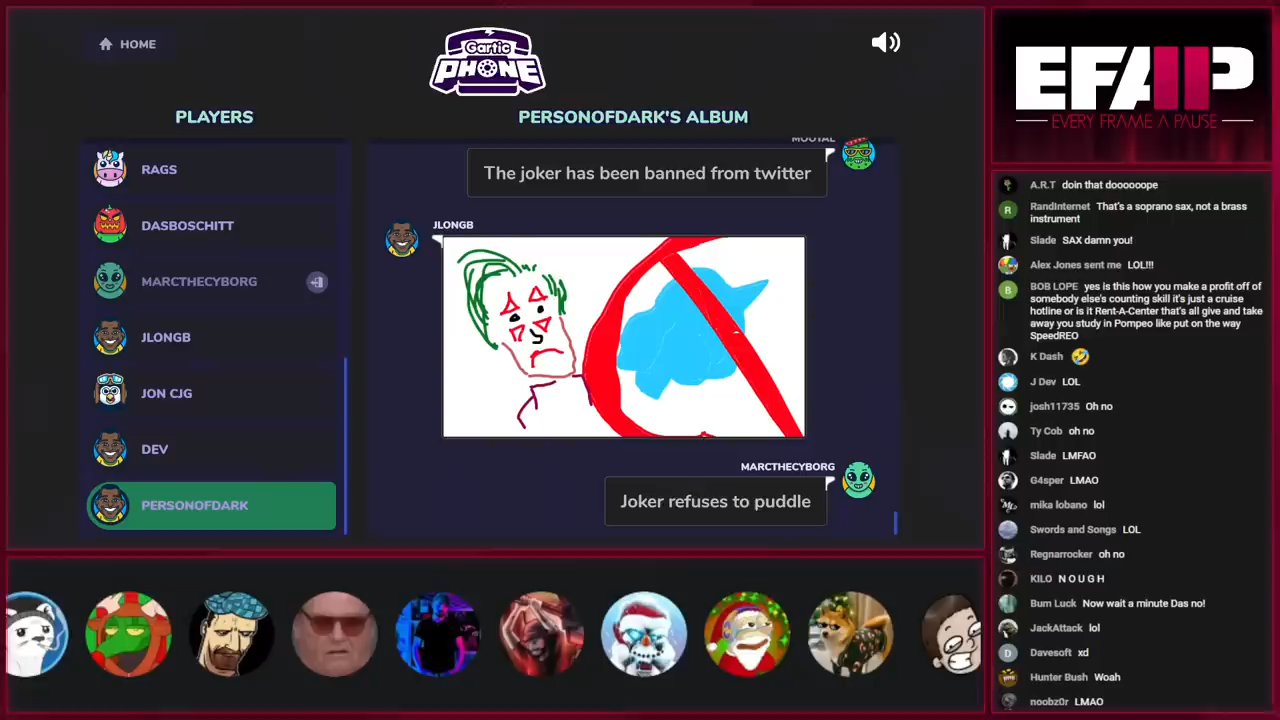 HOME
Gartic
PHONE
PLAYERS
RAGS
DASBOSCHITT
MARCTHECYBORG
JLONGB
JON CJG
DEV
PERSONOFDARK
PERSONOFDARK'S ALBUM
MOOTAL
The joker has been banned from twitter
JLONGB
MARCTHECYBORG
Joker refuses to puddle
EFAP
EVERY FRAME A PAUSE
A.R.T doin that doooooope
R
RandInternet That's a soprano sax, not a brass
instrument
Slade SAX damn you!
Alex Jones sent me LOL!!!
B
BOB LOPE yes is this how you make a profit off of
somebody else's counting skill it's just a cruise
hotline or is it Rent-A-Center that's all give and take
away you study in Pompeo like put on the way
SpeedREO
K Dash 🤣
J Dev LOL
josh11735 Oh no
Ty Cob oh no
Slade LMFAO
G4sper LMAO
mika lobano lol
Swords and Songs LOL
Regnarrocker oh no
KILO N O U G H
Bum Luck Now wait a minute Das no!
JackAttack lol
D
Davesoft xd
Hunter Bush Woah
noobz0r LMAO